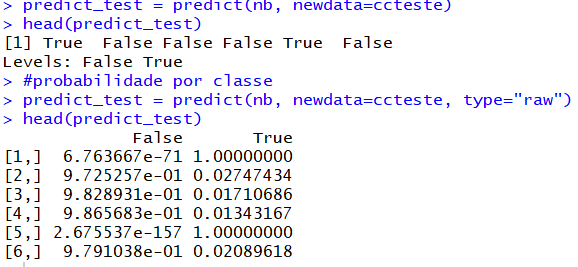 > predict_test = predict(nb, newdata=ccteste)
> head(predict_test)
[1] True  False False False True  False
Levels: False True
> #probabilidade por classe
> predict_test = predict(nb, newdata=ccteste, type="raw")
> head(predict_test)
             False       True
[1,]  6.763667e-71 1.00000000
[2,]  9.725257e-01 0.02747434
[3,]  9.828931e-01 0.01710686
[4,]  9.865683e-01 0.01343167
[5,] 2.675537e-157 1.00000000
[6,]  9.791038e-01 0.02089618